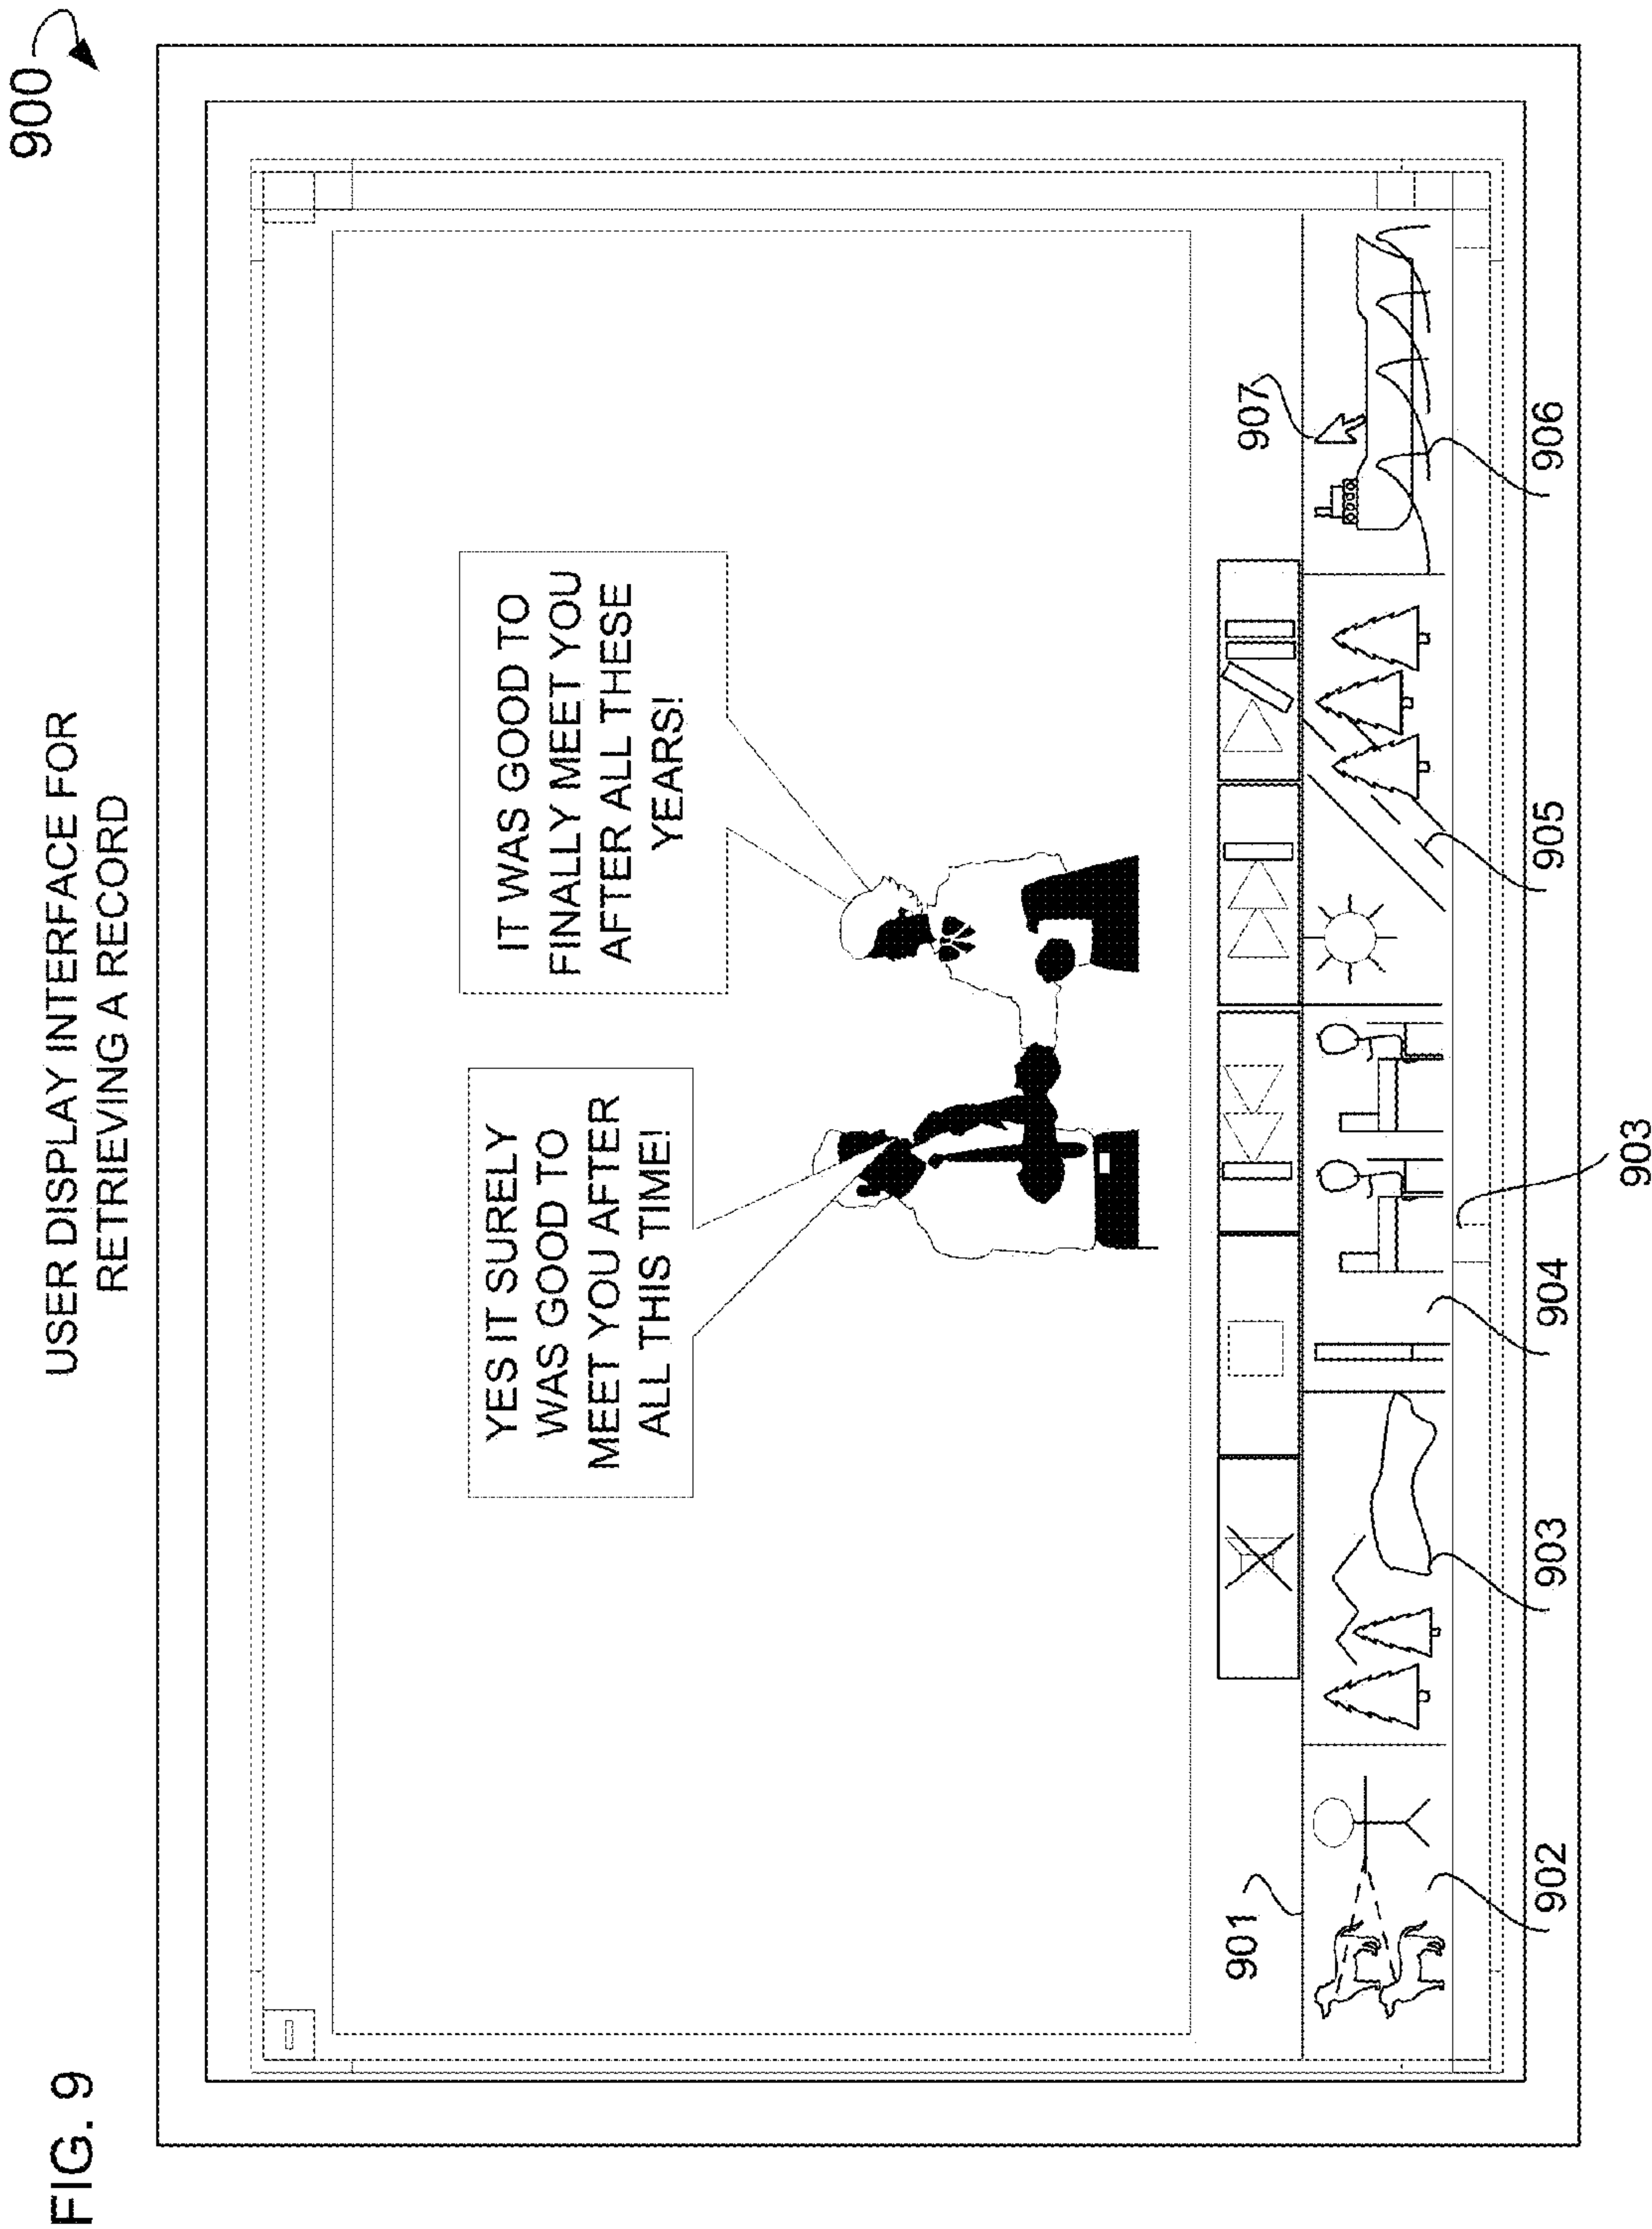 FIG. 9
USER DISPLAY INTERFACE FOR
RETRIEVING A RECORD
900
YES IT SURELY
WAS GOOD TO
MEET YOU AFTER
ALL THIS TIME!
IT WAS GOOD TO
FINALLY MEET YOU
AFTER ALL THESE
YEARS!
901
907
902
903
904
905
906
903